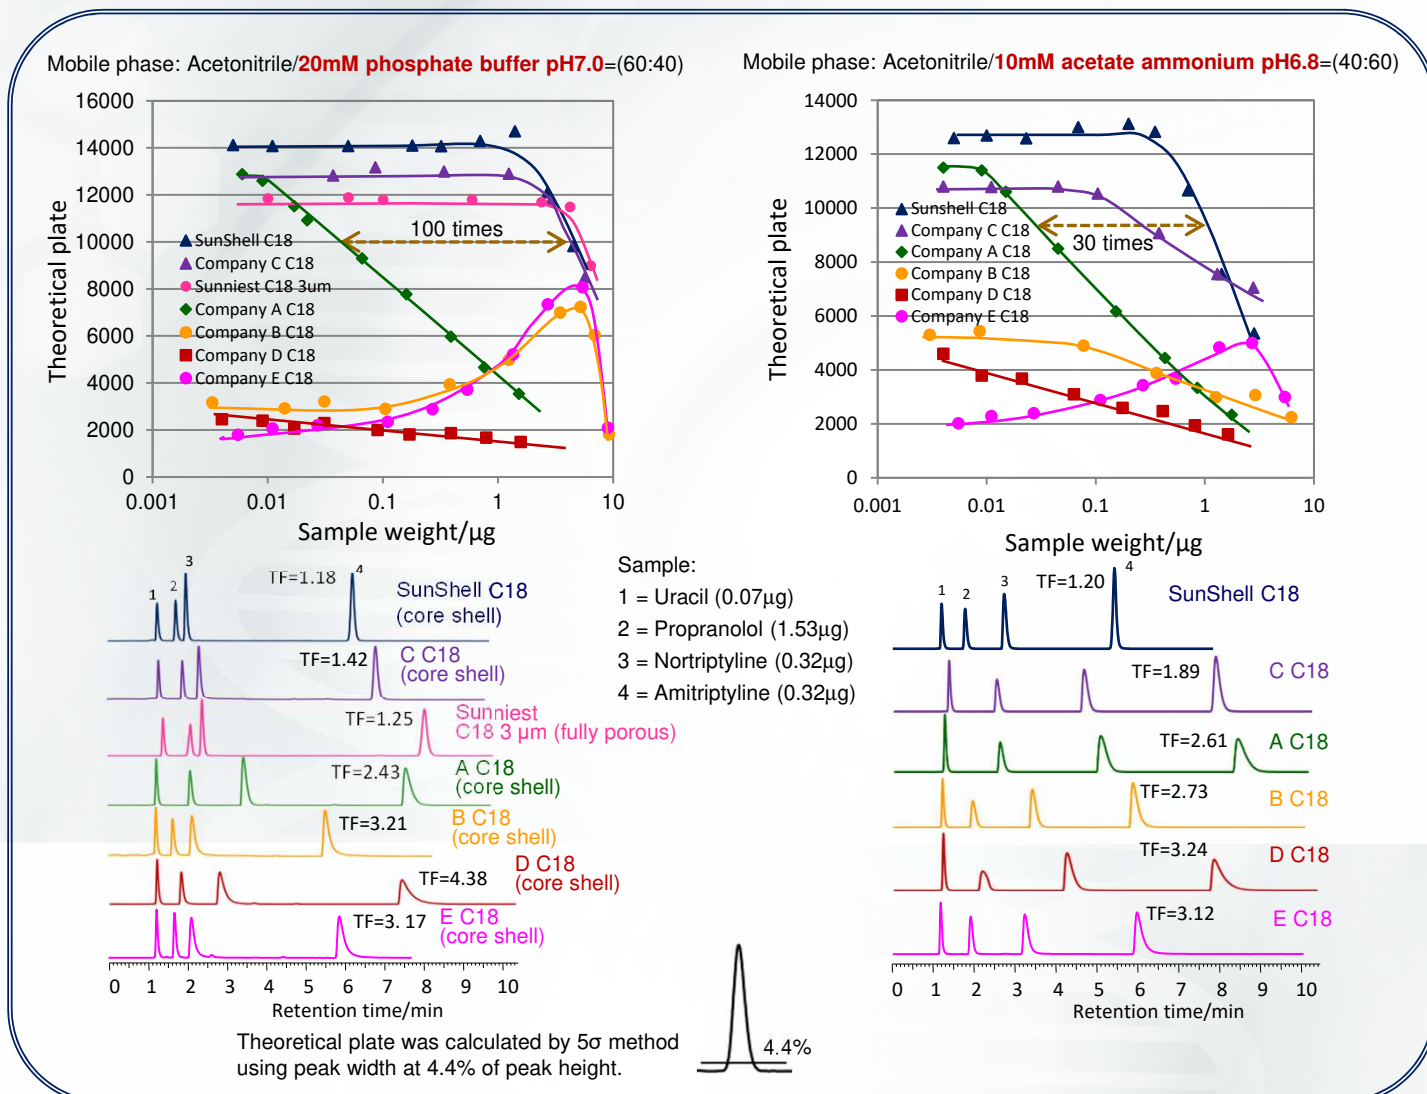 Mobile phase: Acetonitrile/20mM phosphate buffer pH7.0=(60:40)
16000
14000
12000
10000
8000
6000
4000
2000
0
Theoretical plate
100 times
SunShell C18
Company C C18
Sunniest C18 3um
Company A C18
Company B C18
Company D C18
Company E C18
0.001
0.01
0.1
1
10
Sample weight/μg
Mobile phase: Acetonitrile/10mM acetate ammonium pH6.8=(40:60)
14000
12000
10000
8000
6000
4000
2000
0
Theoretical plate
30 times
SunShell C18
Company C C18
Company A C18
Company B C18
Company D C18
Company E C18
0.001
0.01
0.1
1
10
Sample weight/μg
1
2
3
4
TF=1.18
SunShell C18
(core shell)
TF=1.42
C C18
(core shell)
TF=1.25
Sunniest
C18 3 μm (fully porous)
TF=2.43
A C18
(core shell)
TF=3.21
B C18
(core shell)
TF=4.38
D C18
(core shell)
TF=3. 17
E C18
(core shell)
0 1 2 3 4 5 6 7 8 9 10
Retention time/min
Sample:
1 = Uracil (0.07μg)
2 = Propranolol (1.53μg)
3 = Nortriptyline (0.32μg)
4 = Amitriptyline (0.32μg)
1
2
3
4
TF=1.20
SunShell C18
TF=1.89
C C18
TF=2.61
A C18
TF=2.73
B C18
TF=3.24
D C18
TF=3.12
E C18
0 1 2 3 4 5 6 7 8 9 10
Retention time/min
Theoretical plate was calculated by 5σ method
using peak width at 4.4% of peak height.
4.4%